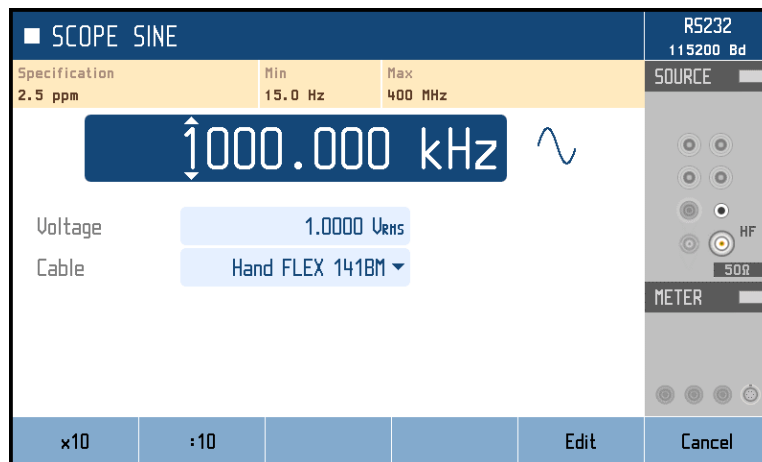 SCOPE SINE
RS232
115200 Bd
Specification Min Max
2.5 ppm 15.0 Hz 400 MHz
SOURCE
1000.000 kHz
Voltage 1.0000 VRMS
Cable Hand FLEX 141BM
HF
50Ω
METER
x10 :10 Edit Cancel